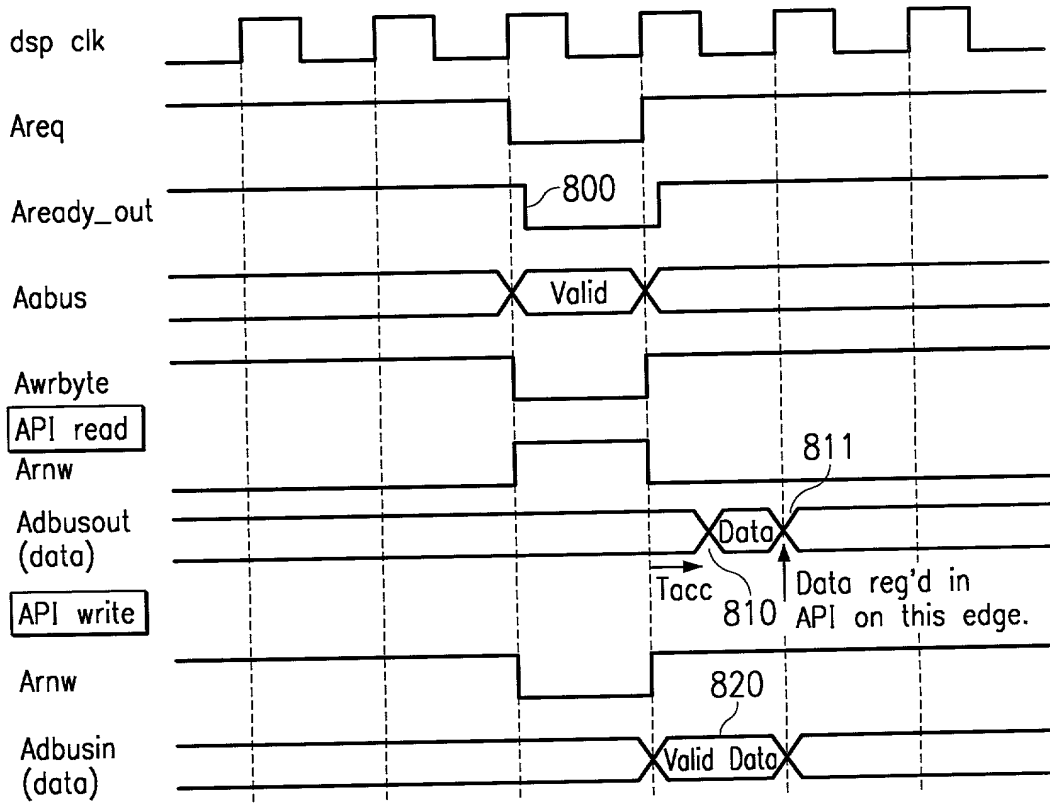 dsp clk
Areq
800
Aready_out
Aabus
Valid
Awrbyte
API read
Arnw
811
Adbusout
(data)
Data
Tacc
810
Data reg'd in
API on this edge.
API write
Arnw
820
Adbusin
(data)
Valid Data